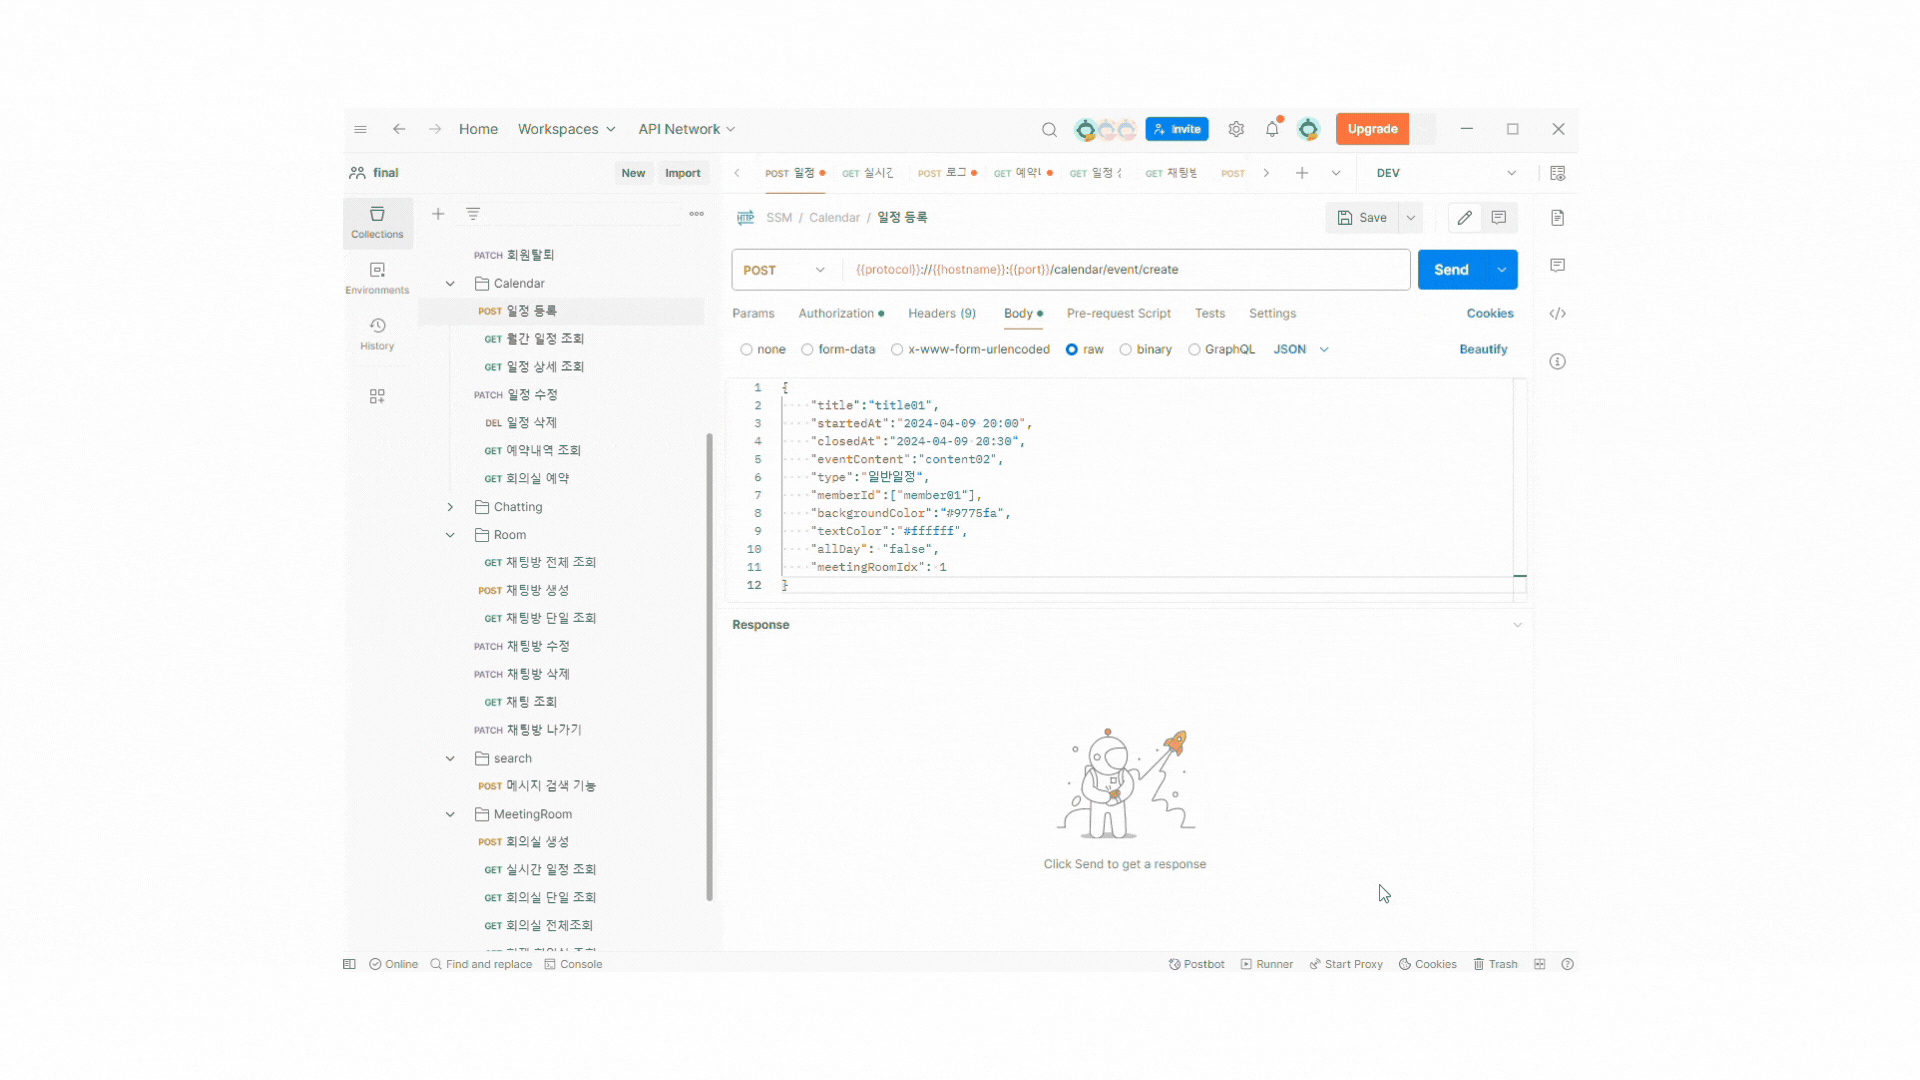 Home Workspaces API Network Invite Upgrade
final New Import
POST 일정 GET 실시간 POST 로그 GET 예약 GET 일정 GET 채팅방 POST DEV
Collections
Environments
History
PATCH 회원탈퇴
Calendar
POST 일정 등록
GET 월간 일정 조회
GET 일정 상세 조회
PATCH 일정 수정
DEL 일정 삭제
GET 예약내역 조회
GET 회의실 예약
Chatting
Room
GET 채팅방 전체 조회
POST 채팅방 생성
GET 채팅방 단일 조회
PATCH 채팅방 수정
PATCH 채팅방 삭제
GET 채팅 조회
PATCH 채팅방 나가기
search
POST 메시지 검색 기능
MeetingRoom
POST 회의실 생성
GET 실시간 일정 조회
GET 회의실 단일 조회
GET 회의실 전체조회
HTTP SSM / Calendar / 일정 등록 Save
POST {{protocol}}://{{hostname}}:{{port}}/calendar/event/create Send
Params Authorization Headers (9) Body Pre-request Script Tests Settings Cookies
none form-data x-www-form-urlencoded raw binary GraphQL JSON Beautify
1 {
2 "title":"title01",
3 "startedAt":"2024-04-09 20:00",
4 "closedAt":"2024-04-09 20:30",
5 "eventContent":"content02",
6 "type":"일반일정",
7 "memberId":["member01"],
8 "backgroundColor":"#9775fa",
9 "textColor":"#ffffff",
10 "allDay": "false",
11 "meetingRoomIdx": 1
12 }
Response
Click Send to get a response
Online Find and replace Console Postbot Runner Start Proxy Cookies Trash